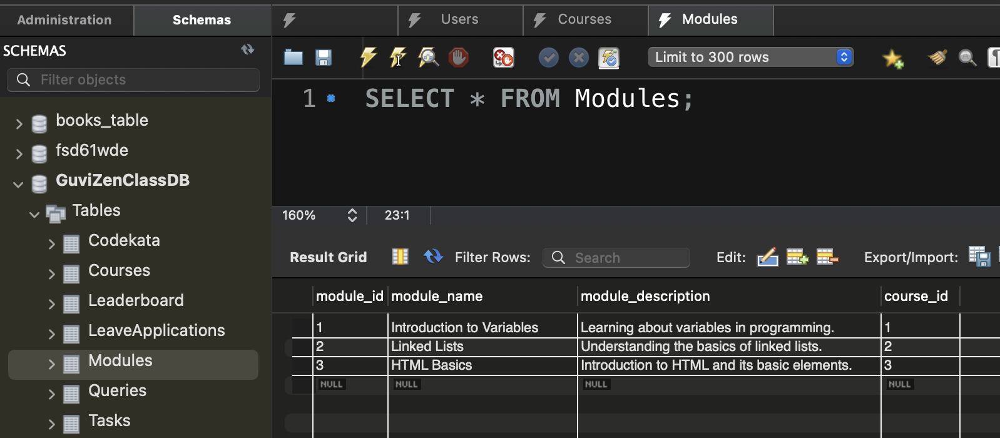 Administration Schemas
Users Courses Modules
SCHEMAS
Filter objects
Limit to 300 rows
1 SELECT * FROM Modules;
books_table
fsd61wde
GuviZenClassDB
Tables
Codekata
Courses
Leaderboard
LeaveApplications
Modules
Queries
Tasks
160% 23:1
Result Grid Filter Rows: Search Edit: Export/Import:
module_id module_name module_description course_id
1 Introduction to Variables Learning about variables in programming. 1
2 Linked Lists Understanding the basics of linked lists. 2
3 HTML Basics Introduction to HTML and its basic elements. 3
NULL NULL NULL NULL